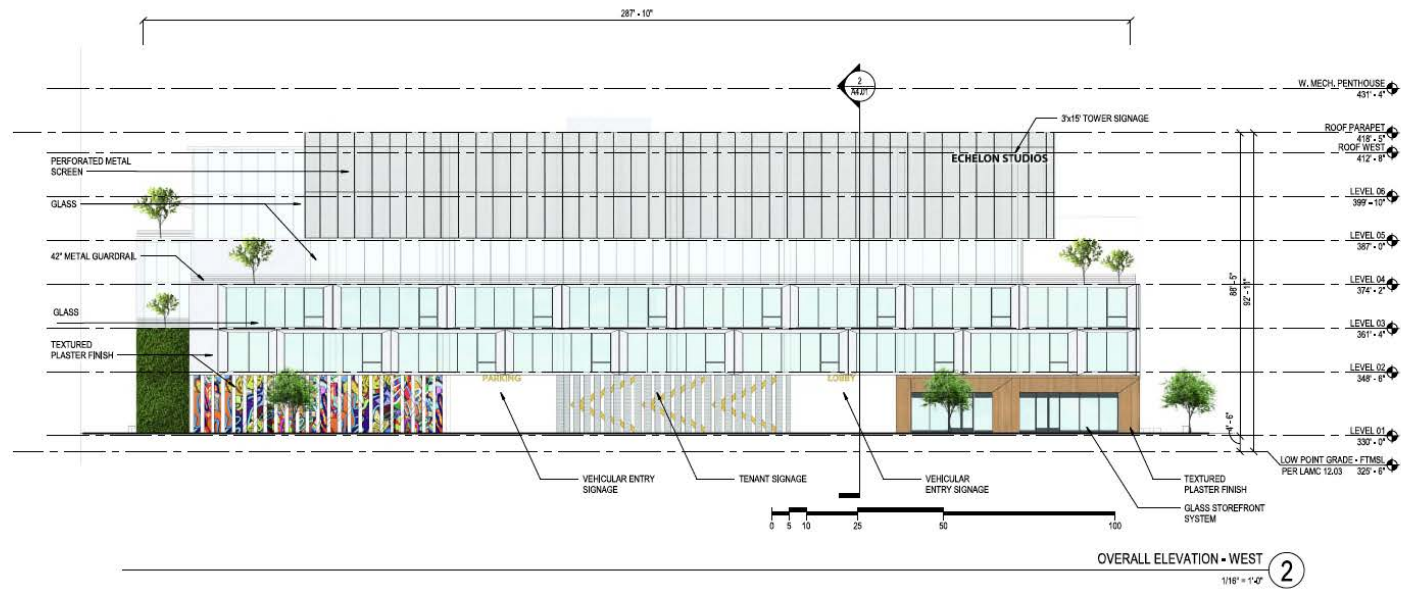 287' - 10"
2
A4.01
W. MECH. PENTHOUSE
431' - 4"
3'x15' TOWER SIGNAGE
ROOF PARAPET
418' - 5"
ROOF WEST
412' - 8"
ECHELON STUDIOS
PERFORATED METAL
SCREEN
LEVEL 06
399' - 10"
GLASS
LEVEL 05
387' - 0"
42" METAL GUARDRAIL
LEVEL 04
374' - 2"
88' - 5"
92' - 11"
GLASS
LEVEL 03
361' - 4"
TEXTURED
PLASTER FINISH
LEVEL 02
348' - 6"
PARKING
LOBBY
4' - 6"
LEVEL 01
330' - 0"
LOW POINT GRADE - FTMSL
PER LAMC 12.03 325' - 6"
VEHICULAR ENTRY
SIGNAGE
TENANT SIGNAGE
VEHICULAR
ENTRY SIGNAGE
TEXTURED
PLASTER FINISH
GLASS STOREFRONT
SYSTEM
0 5 10 25 50 100
OVERALL ELEVATION - WEST
2
1/16" = 1'-0"